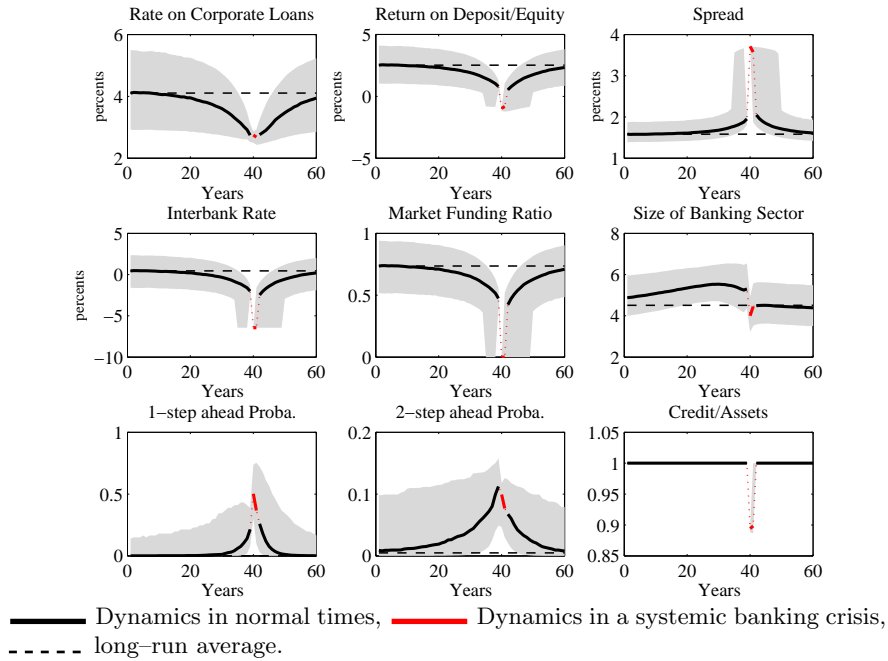 Rate on Corporate Loans
Return on Deposit/Equity
Spread
percents
6
4
2
0 20 40 60
Years
5
0
−5
0 20 40 60
Years
percents
4
3
2
1
0 20 40 60
Years
Interbank Rate
Market Funding Ratio
Size of Banking Sector
percents
5
0
−5
−10
0 20 40 60
Years
1
0.5
0
0 20 40 60
Years
8
6
4
2
0 20 40 60
Years
1-step ahead Proba.
2-step ahead Proba.
Credit/Assets
1
0.5
0
0 20 40 60
Years
0.2
0.1
0
0 20 40 60
Years
1.05
1
0.95
0.9
0.85
0 20 40 60
Years
Dynamics in normal times, Dynamics in a systemic banking crisis,
long–run average.